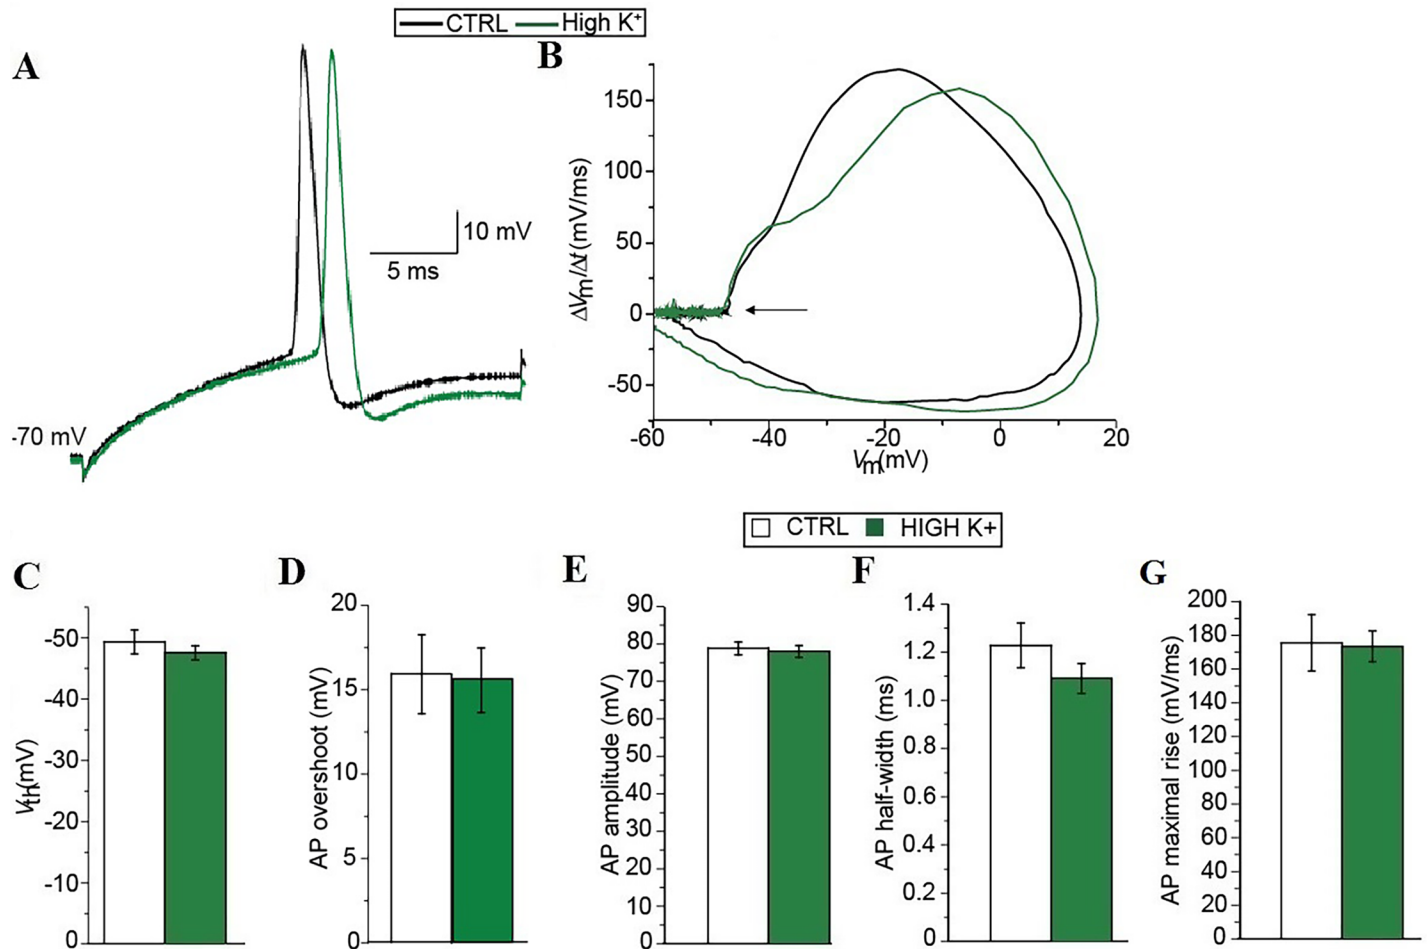 CTRL High K+
A
B
10 mV
5 ms
-70 mV
ΔVm/Δt (mV/ms)
150
100
50
0
-50
-60 -40 -20 0 20
Vm(mV)
CTRL HIGH K+
C
Vth(mV)
-50
-40
-30
-20
-10
0
D
AP overshoot (mV)
20
15
10
5
0
E
AP amplitude (mV)
90
80
70
60
50
40
30
20
10
0
F
AP half-width (ms)
1.4
1.2
1.0
0.8
0.6
0.4
0.2
0
G
AP maximal rise (mV/ms)
200
180
160
140
120
100
80
60
40
20
0